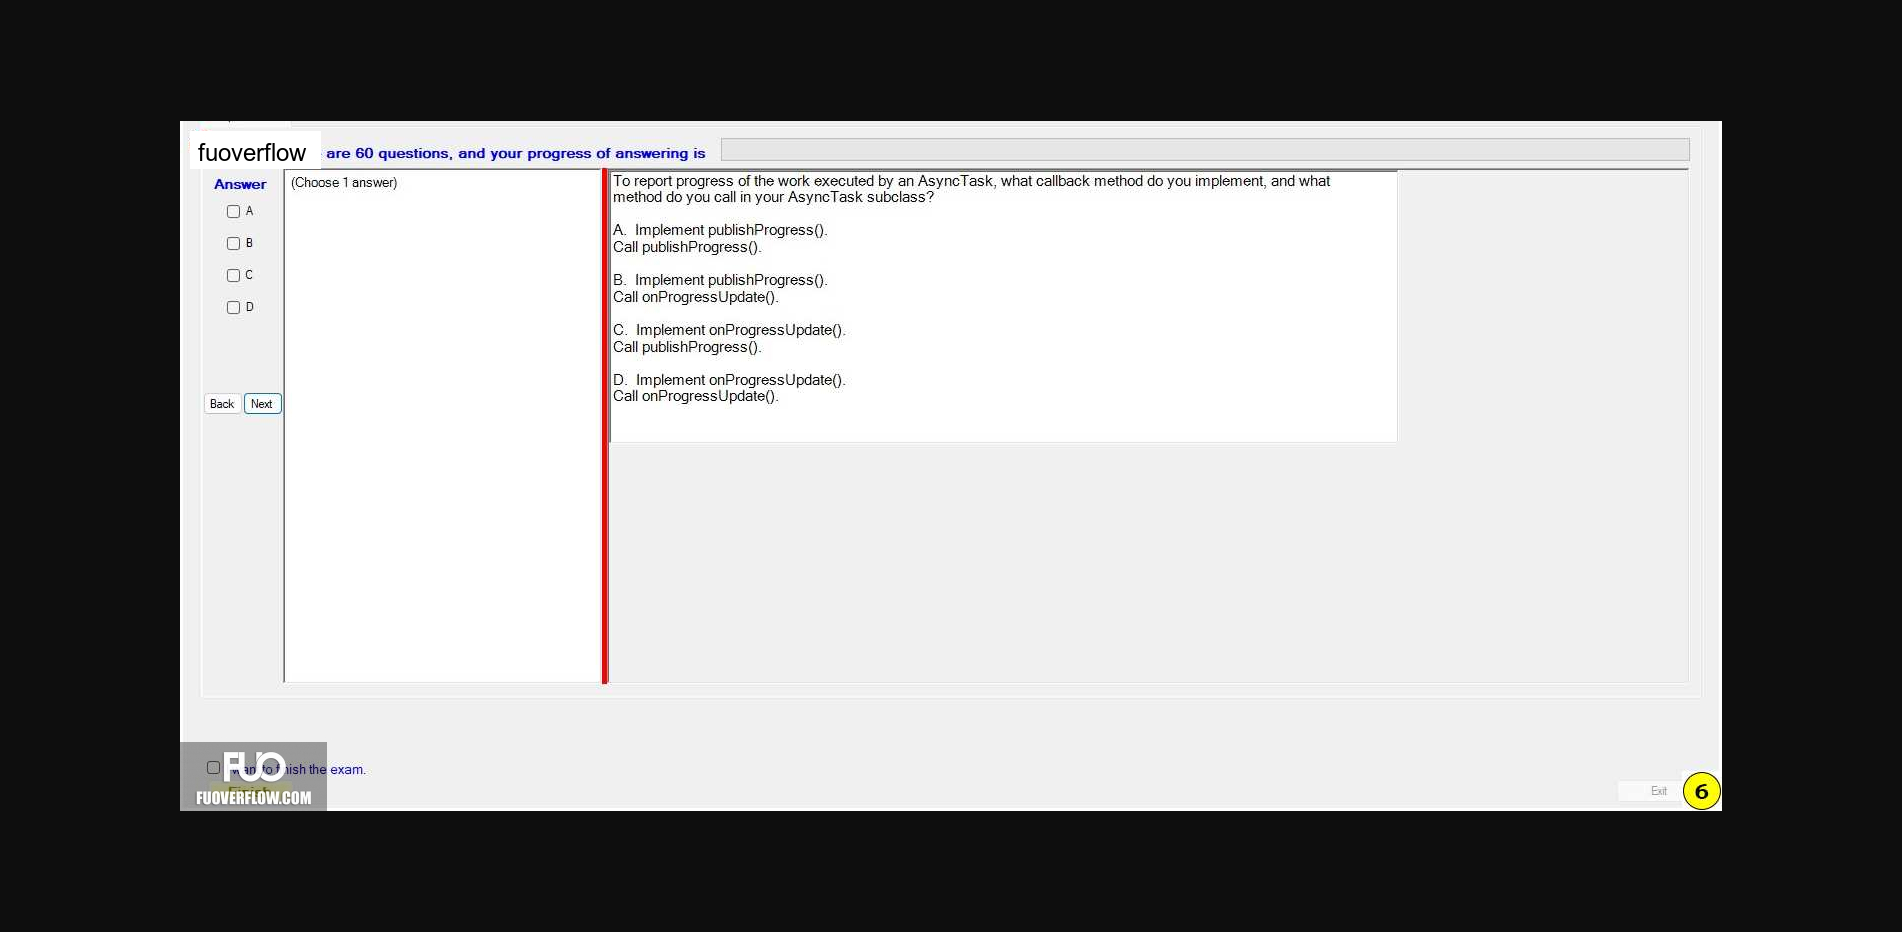 fuoverflow are 60 questions, and your progress of answering is
Answer
A
B
C
D
Back Next
(Choose 1 answer)
To report progress of the work executed by an AsyncTask, what callback method do you implement, and what
method do you call in your AsyncTask subclass?
A. Implement publishProgress().
Call publishProgress().
B. Implement publishProgress().
Call onProgressUpdate().
C. Implement onProgressUpdate().
Call publishProgress().
D. Implement onProgressUpdate().
Call onProgressUpdate().
want to finish the exam.
Finish
FUO
FUOVERFLOW.COM
Exit
6